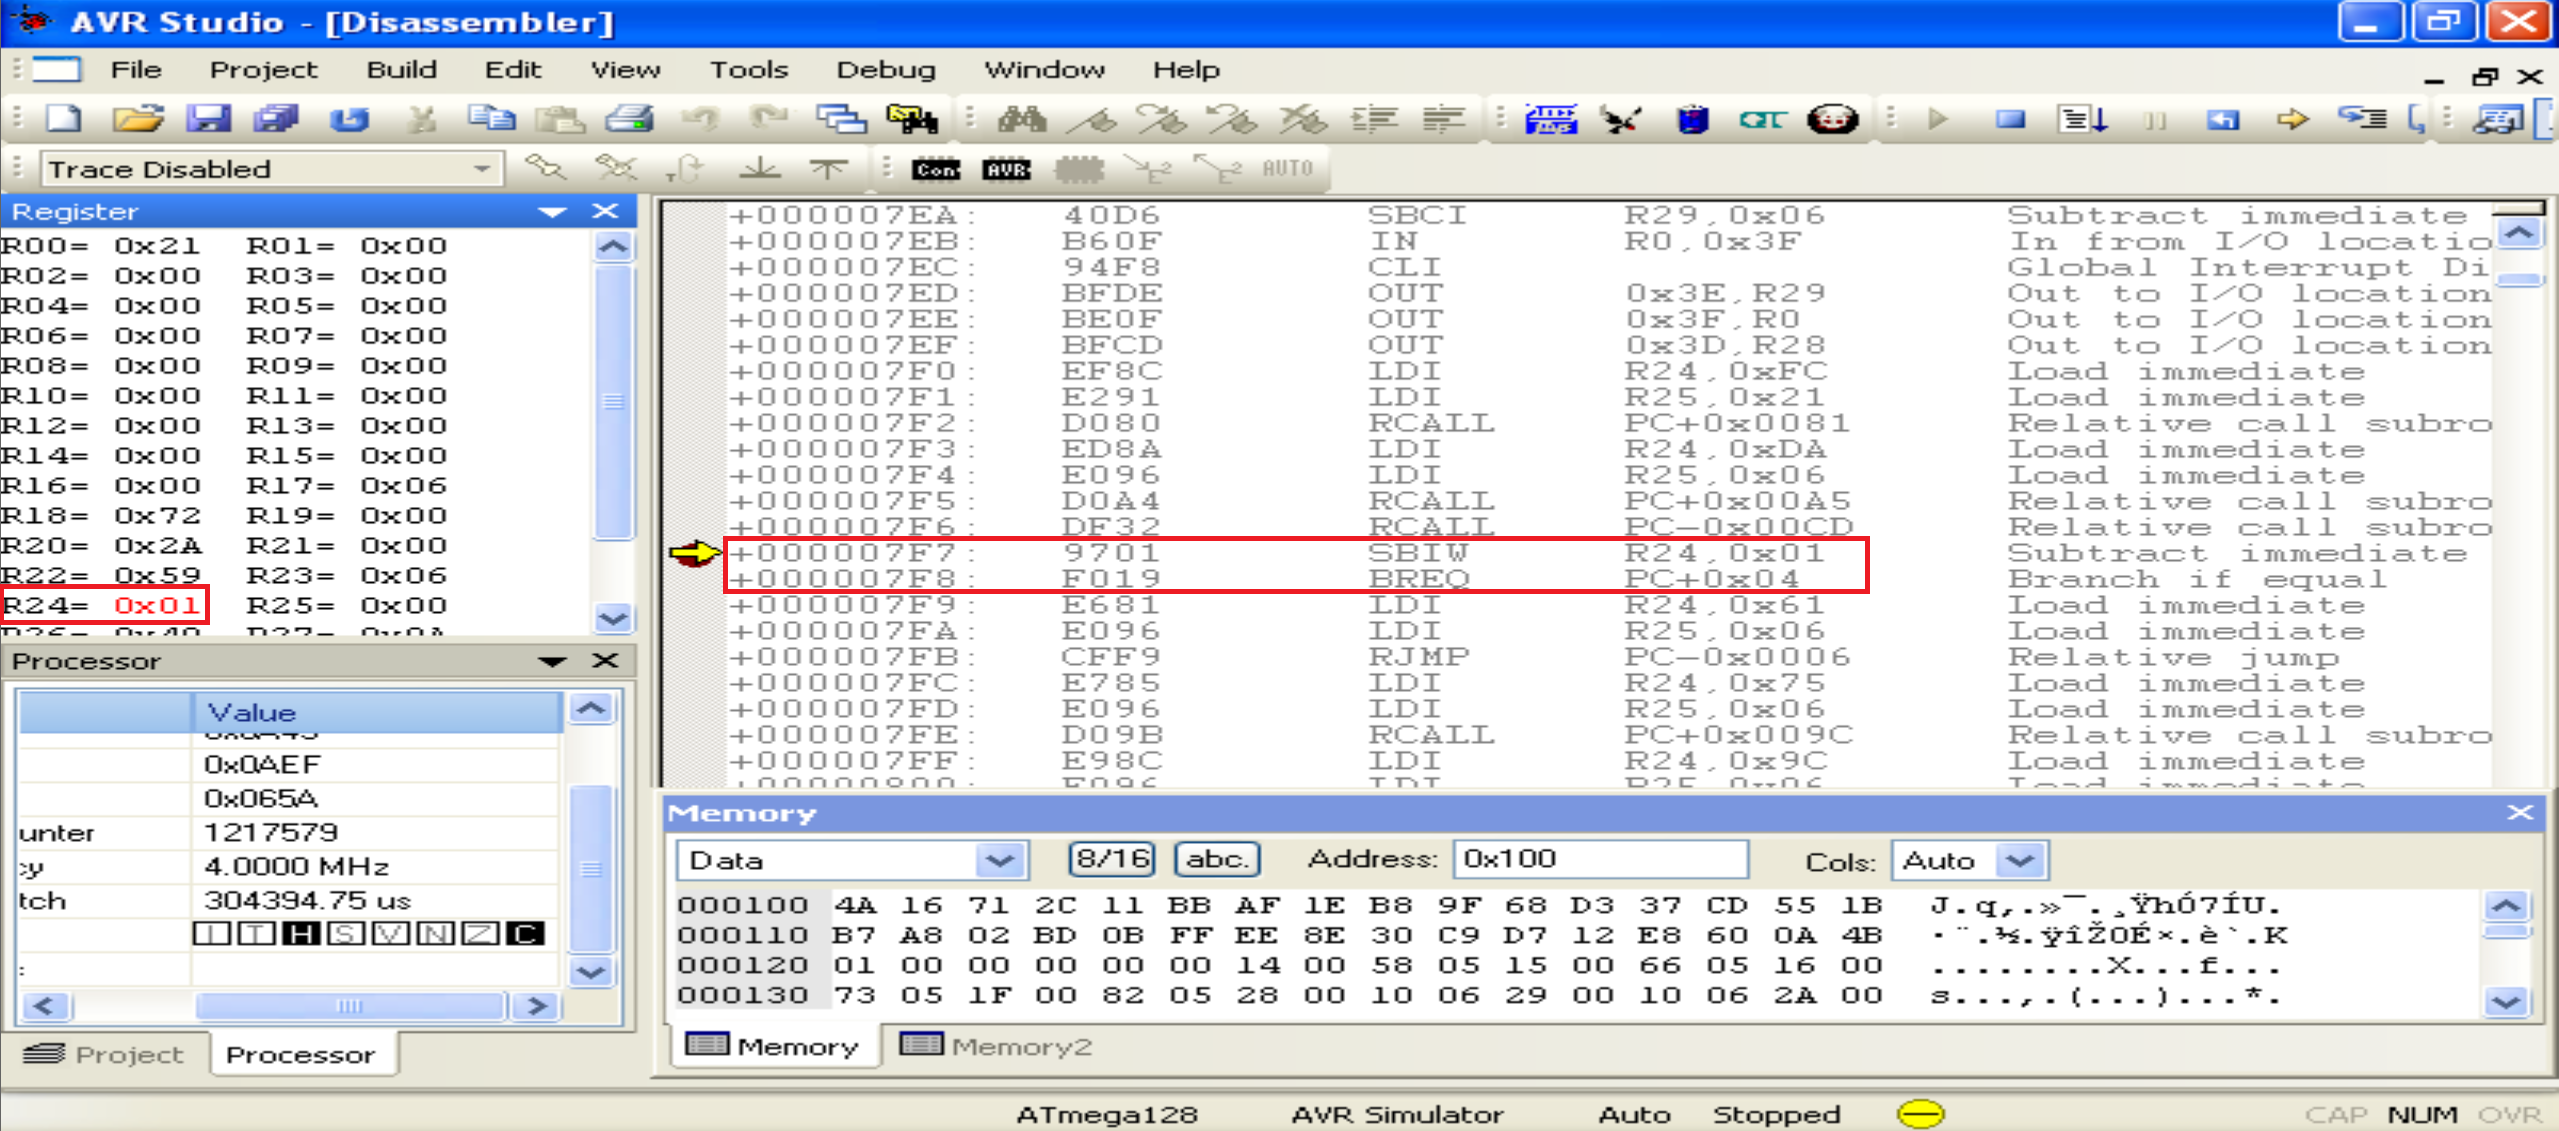 AVR Studio - [Disassembler]
File Project Build Edit View Tools Debug Window Help
Trace Disabled
Con AVR AUTO
Register
R00= 0x21 R01= 0x00
R02= 0x00 R03= 0x00
R04= 0x00 R05= 0x00
R06= 0x00 R07= 0x00
R08= 0x00 R09= 0x00
R10= 0x00 R11= 0x00
R12= 0x00 R13= 0x00
R14= 0x00 R15= 0x00
R16= 0x00 R17= 0x06
R18= 0x72 R19= 0x00
R20= 0x2A R21= 0x00
R22= 0x59 R23= 0x06
R24= 0x01 R25= 0x00
Processor
Value
0x0AEF
0x065A
unter 1217579
cy 4.0000 MHz
tch 304394.75 us
I T H S V N Z C
Project Processor
+000007EA: 40D6 SBCI R29,0x06 Subtract immediate
+000007EB: B60F IN R0,0x3F In from I/O locatio
+000007EC: 94F8 CLI Global Interrupt Di
+000007ED: BFDE OUT 0x3E,R29 Out to I/O location
+000007EE: BE0F OUT 0x3F,R0 Out to I/O location
+000007EF: BFCD OUT 0x3D,R28 Out to I/O location
+000007F0: EF8C LDI R24,0xFC Load immediate
+000007F1: E291 LDI R25,0x21 Load immediate
+000007F2: D080 RCALL PC+0x0081 Relative call subro
+000007F3: ED8A LDI R24,0xDA Load immediate
+000007F4: E096 LDI R25,0x06 Load immediate
+000007F5: D0A4 RCALL PC+0x00A5 Relative call subro
+000007F6: DF32 RCALL PC-0x00CD Relative call subro
+000007F7: 9701 SBIW R24,0x01 Subtract immediate
+000007F8: F019 BREQ PC+0x04 Branch if equal
+000007F9: E681 LDI R24,0x61 Load immediate
+000007FA: E096 LDI R25,0x06 Load immediate
+000007FB: CFF9 RJMP PC-0x0006 Relative jump
+000007FC: E785 LDI R24,0x75 Load immediate
+000007FD: E096 LDI R25,0x06 Load immediate
+000007FE: D09B RCALL PC+0x009C Relative call subro
+000007FF: E98C LDI R24,0x9C Load immediate
Memory
Data 8/16 abc. Address: 0x100 Cols: Auto
000100 4A 16 71 2C 11 BB AF 1E B8 9F 68 D3 37 CD 55 1B J.q,.»¯.¸ŸhÓ7ÍU.
000110 B7 A8 02 BD 0B FF EE 8E 30 C9 D7 12 E8 60 0A 4B ·¨.½.ÿîŽ0É×.è`.K
000120 01 00 00 00 00 00 14 00 58 05 15 00 66 05 16 00 ........X...f...
000130 73 05 1F 00 82 05 28 00 10 06 29 00 10 06 2A 00 s...‚.(...)...*.
Memory Memory2
ATmega128 AVR Simulator Auto Stopped CAP NUM OVR